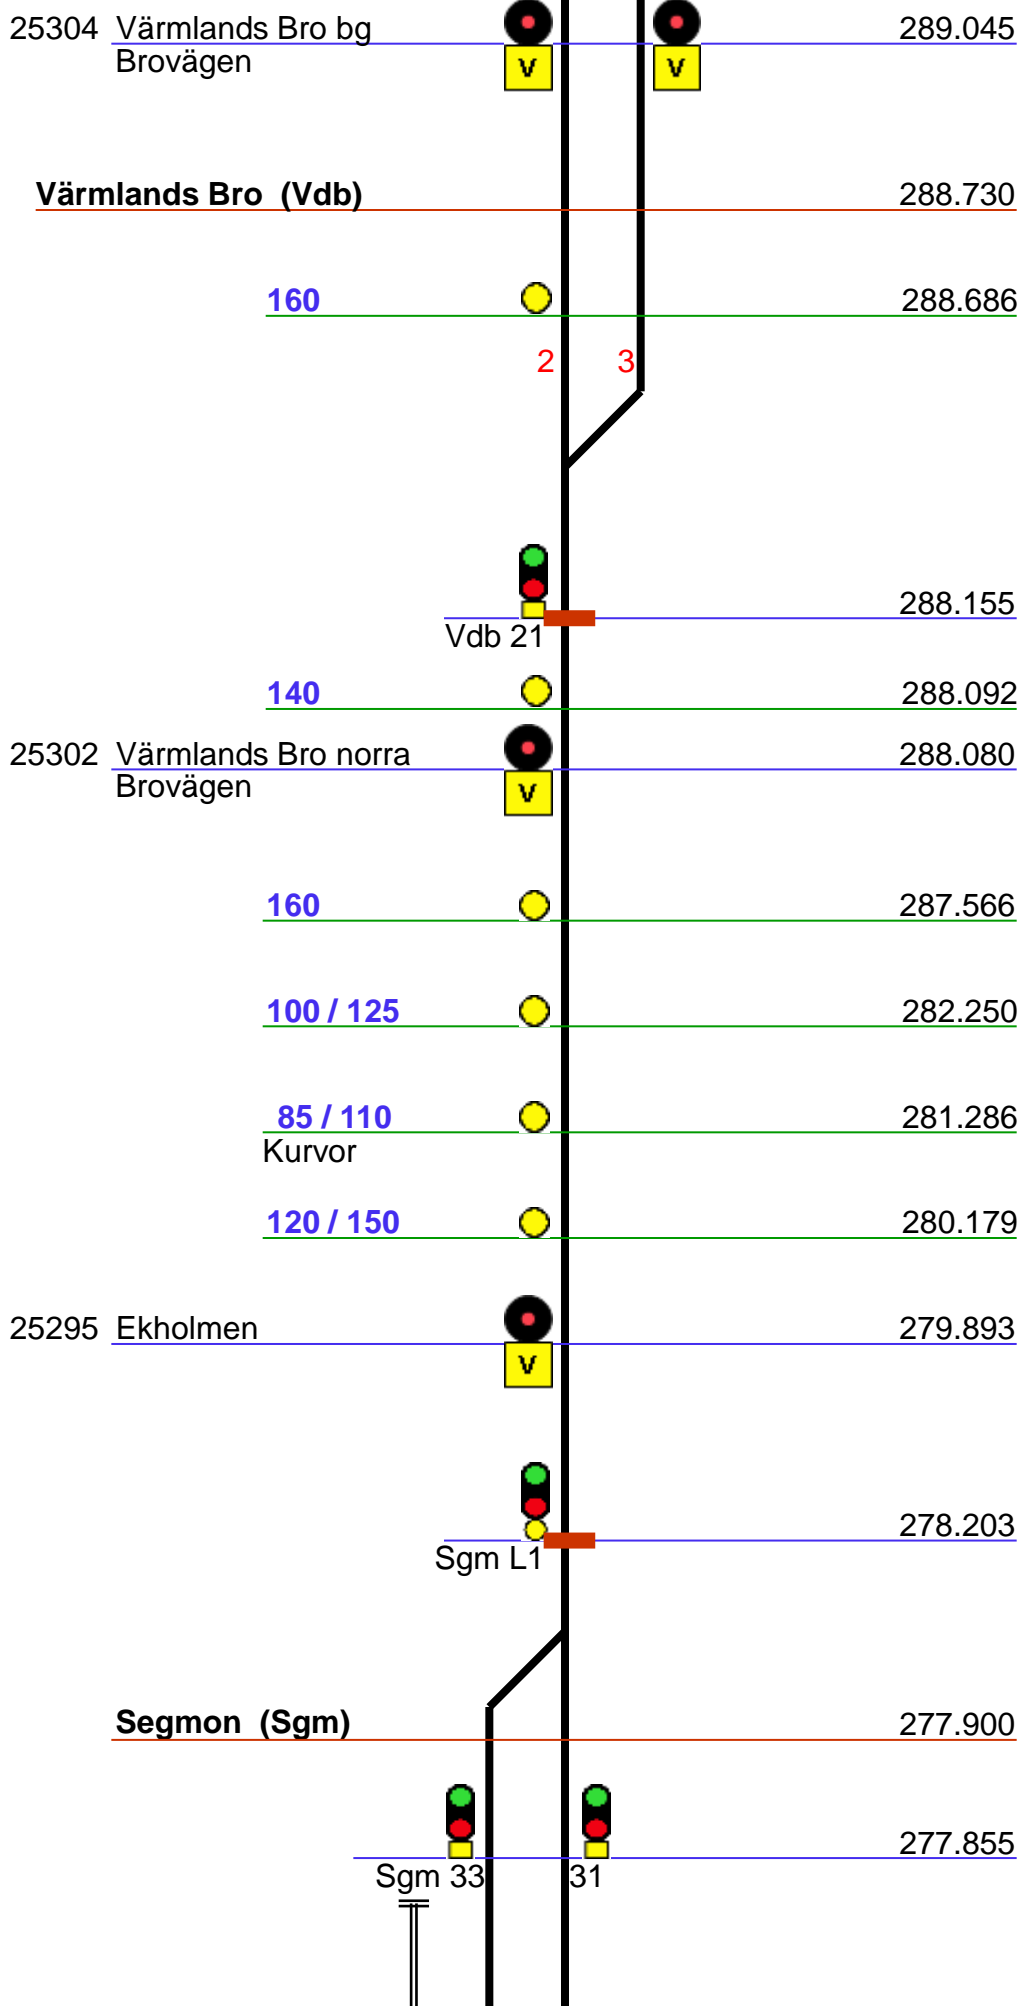 25304 Värmlands Bro bg 289.045
Brovägen
V V
Värmlands Bro (Vdb) 288.730
160 288.686
2 3
288.155
Vdb 21
140 288.092
25302 Värmlands Bro norra 288.080
Brovägen
V
160 287.566
100 / 125 282.250
85 / 110 281.286
Kurvor
120 / 150 280.179
25295 Ekholmen 279.893
V
278.203
Sgm L1
Segmon (Sgm) 277.900
277.855
Sgm 33 31